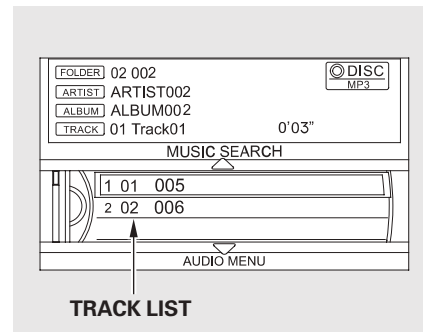 FOLDER 02 002
DISC
MP3
ARTIST ARTIST002
ALBUM ALBUM002
TRACK 01 Track01 0'03"
MUSIC SEARCH
1 01 005
2 02 006
AUDIO MENU
TRACK LIST